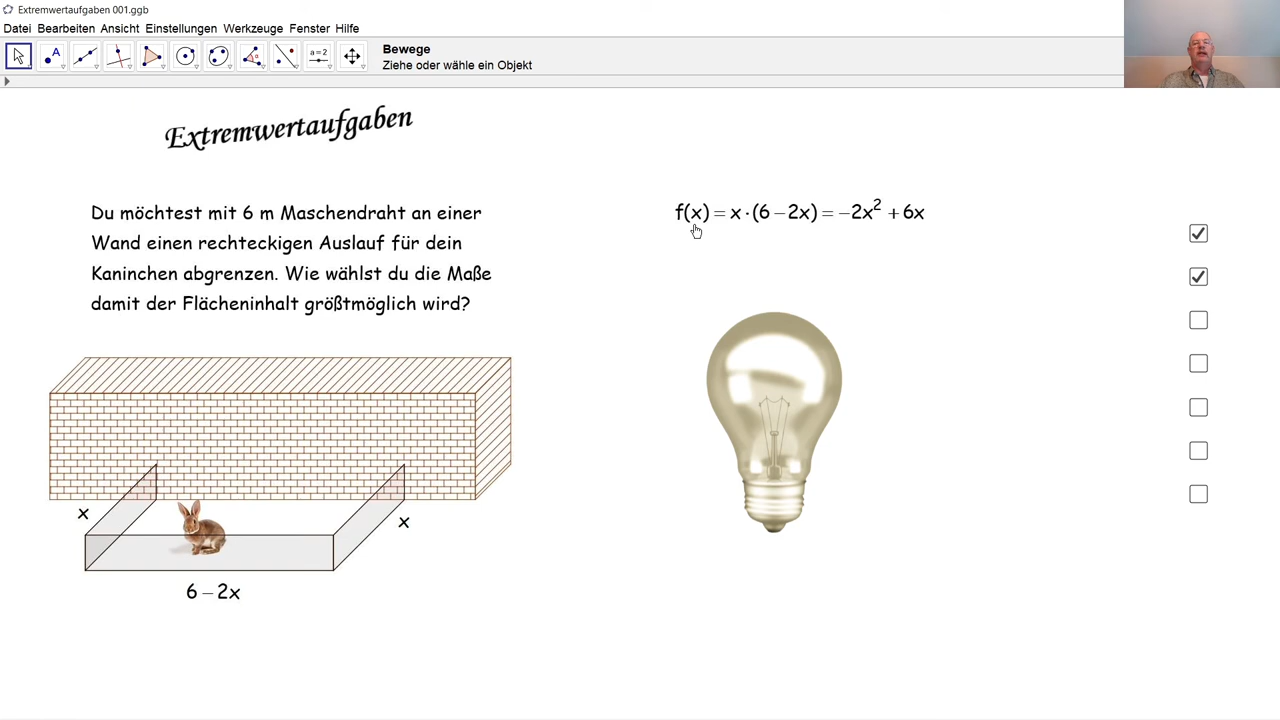 Extremwertaufgaben 001.ggb
Datei Bearbeiten Ansicht Einstellungen Werkzeuge Fenster Hilfe
A
a=2
Bewege
Ziehe oder wähle ein Objekt
Extremwertaufgaben
Du möchtest mit 6 m Maschendraht an einer
Wand einen rechteckigen Auslauf für dein
Kaninchen abgrenzen. Wie wählst du die Maße
damit der Flächeninhalt größtmöglich wird?
x
x
6 – 2x
f(x) = x · (6 – 2x) = –2x² + 6x